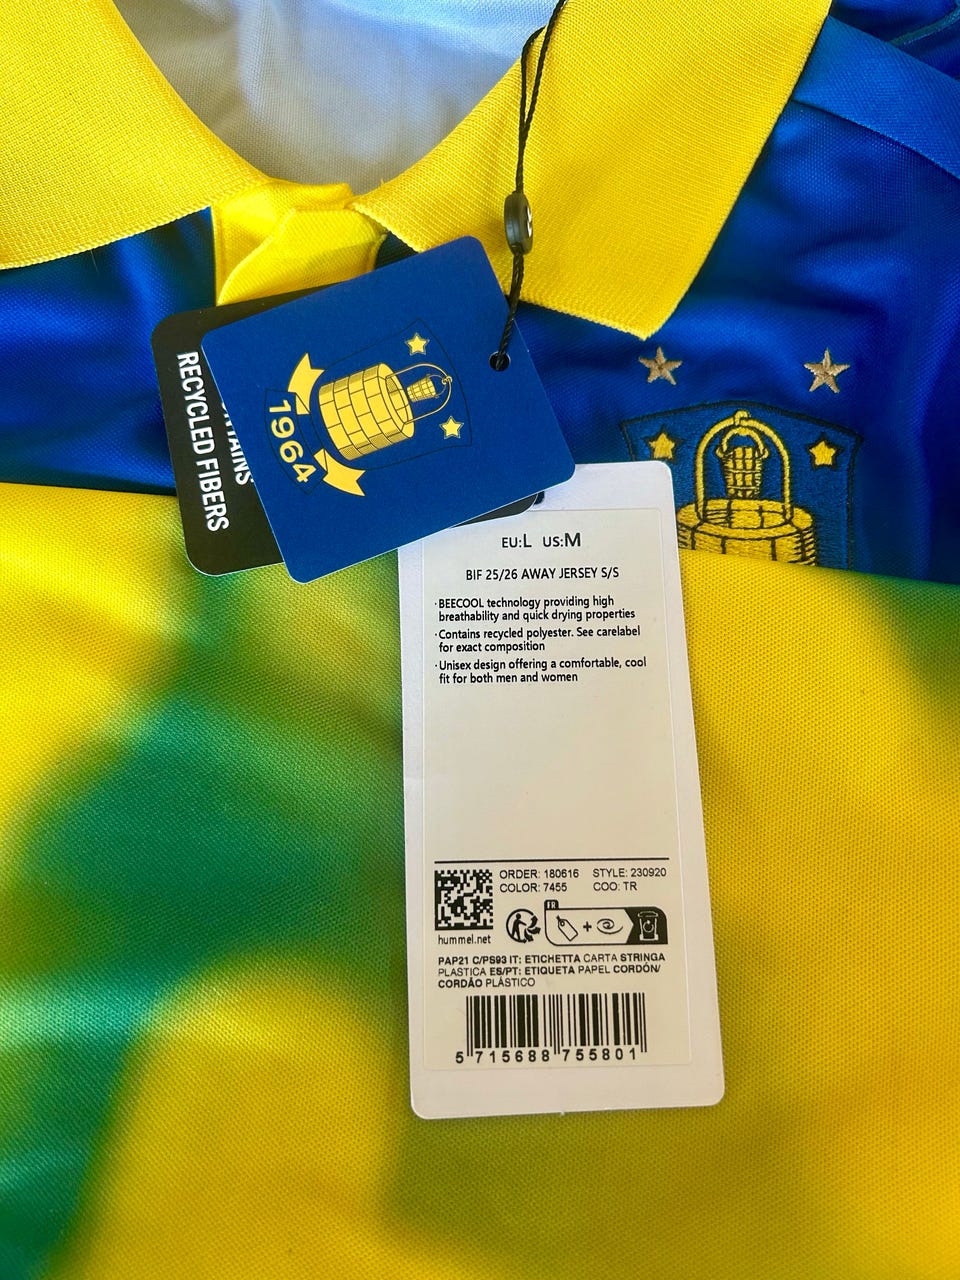 RECYCLED FIBERS
1964
EU:L US:M
BIF 25/26 AWAY JERSEY S/S
·BEECOOL technology providing high
breathability and quick drying properties
·Contains recycled polyester. See carelabel
for exact composition
·Unisex design offering a comfortable, cool
fit for both men and women
ORDER: 180616 STYLE: 230920
COLOR: 7455 COO: TR
FR
hummel.net
PAP21 C/PS93 IT: ETICHETTA CARTA STRINGA
PLASTICA ES/PT: ETIQUETA PAPEL CORDÓN/
CORDÃO PLÁSTICO
5 715688 755801